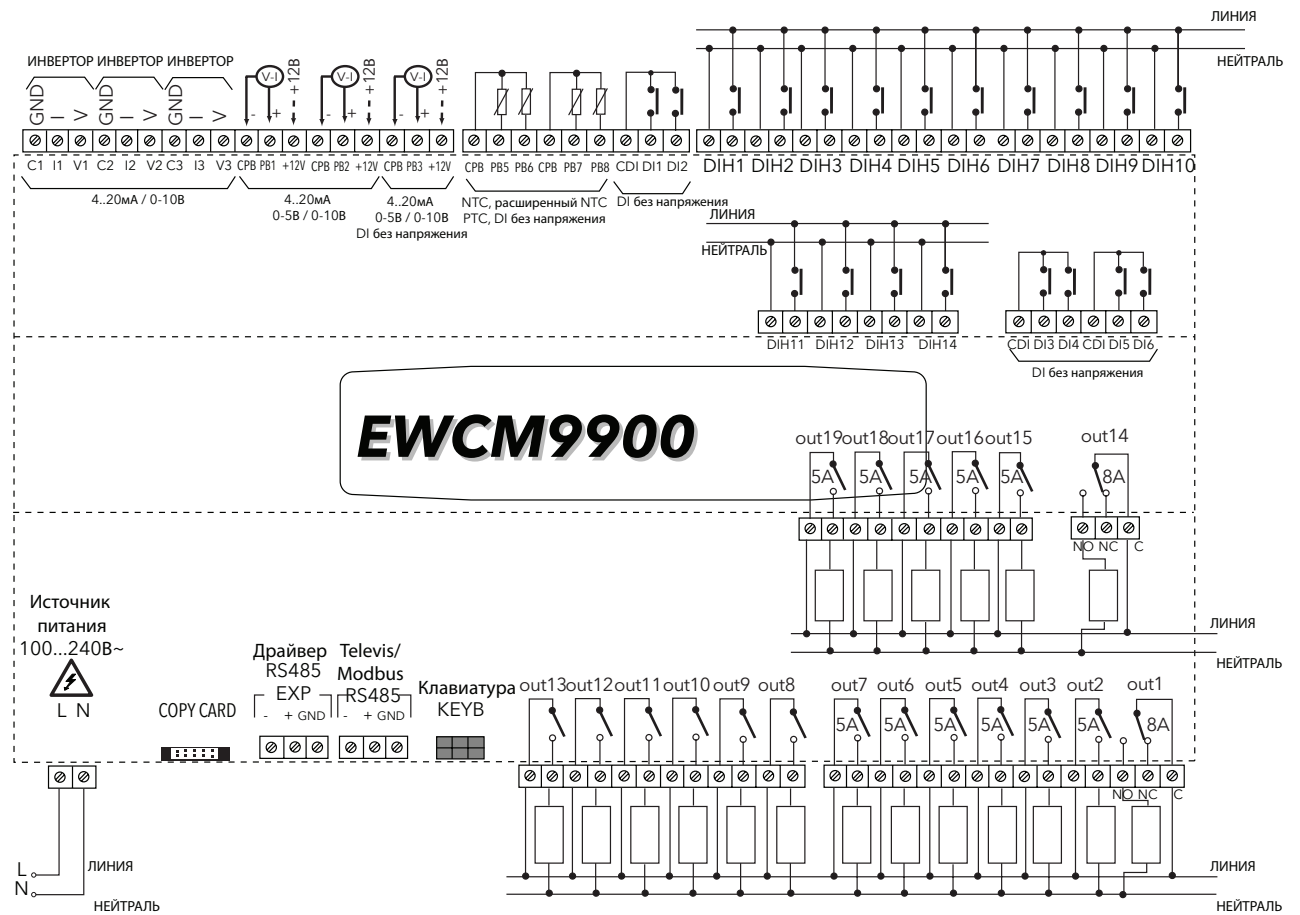 ЛИНИЯ
НЕЙТРАЛЬ
ИНВЕРТОР ИНВЕРТОР ИНВЕРТОР
GND I V GND I V GND I V
V-I +12В V-I +12В V-I +12В
- + - + - +
C1 I1 V1 C2 I2 V2 C3 I3 V3 CPB PB1 +12V CPB PB2 +12V CPB PB3 +12V
CPB PB5 PB6 CPB PB7 PB8 CDI DI1 DI2
DIH1 DIH2 DIH3 DIH4 DIH5 DIH6 DIH7 DIH8 DIH9 DIH10
4..20мА / 0-10В
4..20мА
0-5В / 0-10В
4..20мА
0-5В / 0-10В
DI без напряжения
NTC, расширенный NTC
PTC, DI без напряжения
DI без напряжения
ЛИНИЯ
НЕЙТРАЛЬ
DIH11 DIH12 DIH13 DIH14
CDI DI3 DI4 CDI DI5 DI6
DI без напряжения
EWCM9900
out19 out18 out17 out16 out15 out14
5A 5A 5A 5A 5A 8A
NO NC C
ЛИНИЯ
НЕЙТРАЛЬ
Источник
питания
100...240В~
L N
COPY CARD
Драйвер
RS485
EXP
- + GND
Televis/
Modbus
RS485
- + GND
Клавиатура
KEYB
out13 out12 out11 out10 out9 out8 out7 out6 out5 out4 out3 out2 out1
5A 5A 5A 5A 5A 5A 8A
NO NC C
L
N
ЛИНИЯ
НЕЙТРАЛЬ
ЛИНИЯ
НЕЙТРАЛЬ